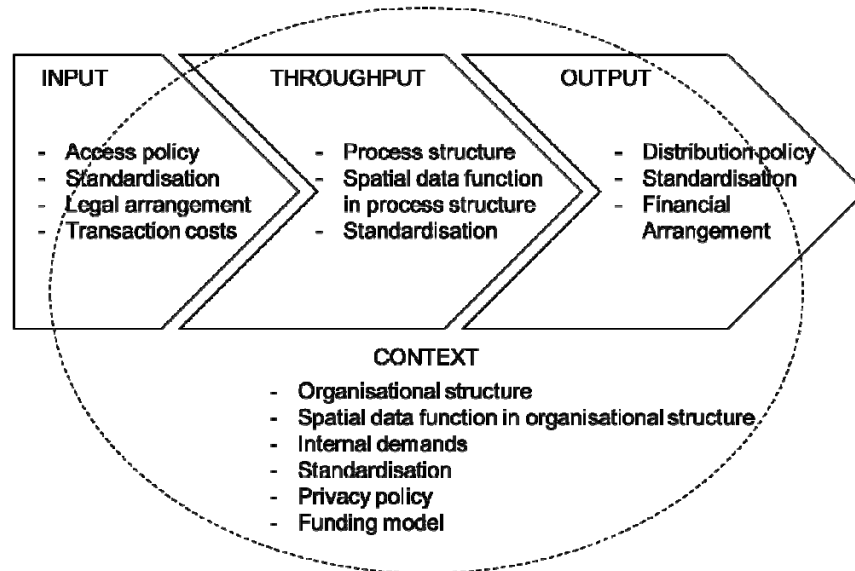 INPUT
- Access policy
- Standardisation
- Legal arrangement
- Transaction costs
THROUGHPUT
- Process structure
- Spatial data function
in process structure
- Standardisation
OUTPUT
- Distribution policy
- Standardisation
- Financial
Arrangement
CONTEXT
- Organisational structure
- Spatial data function in organisational structure
- Internal demands
- Standardisation
- Privacy policy
- Funding model